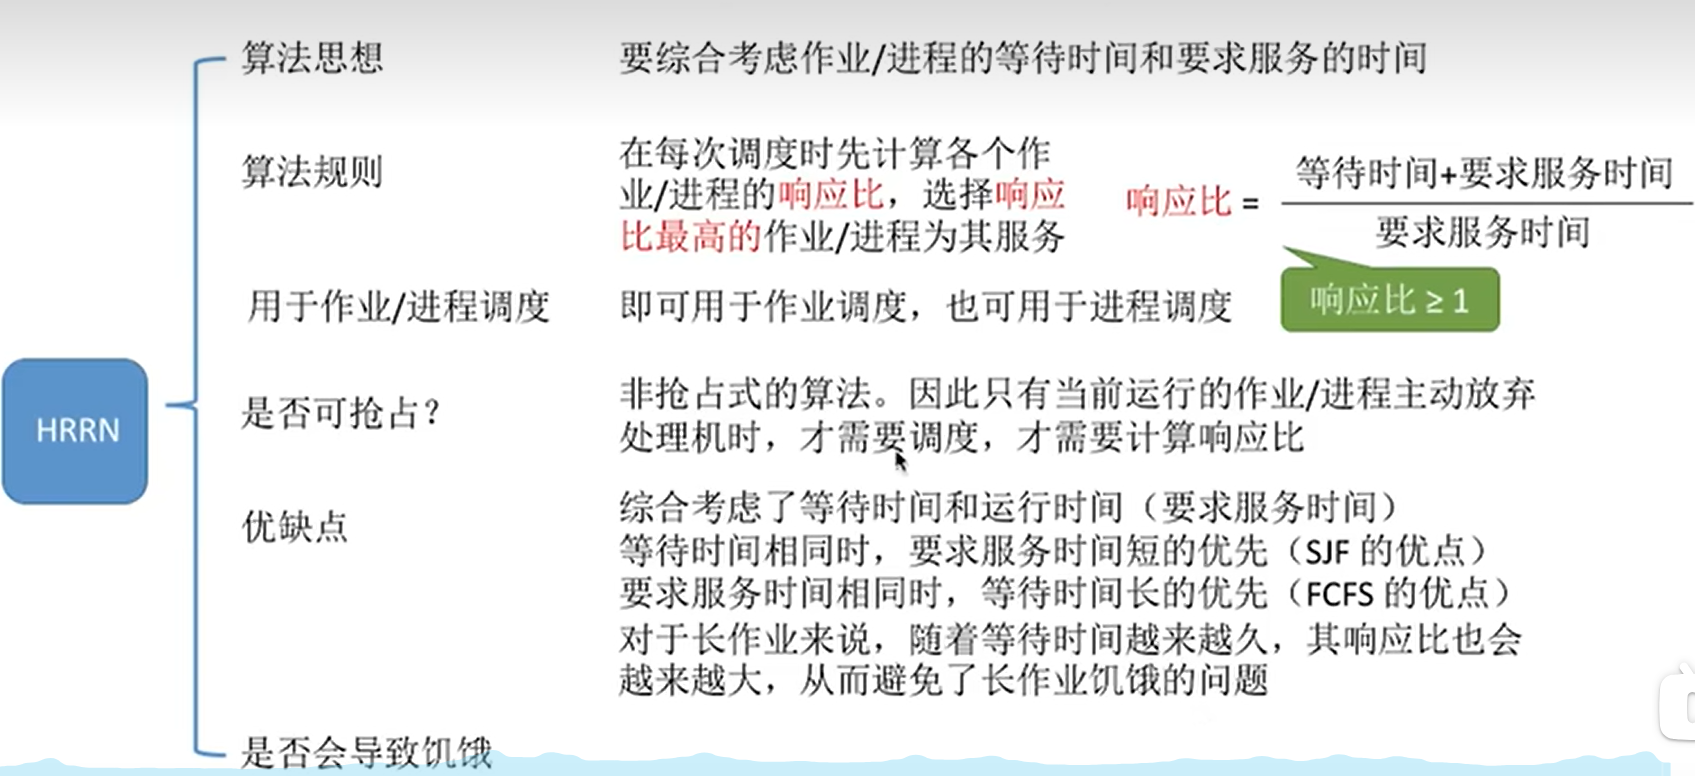 算法思想
要综合考虑作业/进程的等待时间和要求服务的时间
算法规则
在每次调度时先计算各个作
业/进程的响应比，选择响应
比最高的作业/进程为其服务
响应比 =
等待时间+要求服务时间
要求服务时间
响应比 ≥ 1
用于作业/进程调度
即可用于作业调度，也可用于进程调度
HRRN
是否可抢占？
非抢占式的算法。因此只有当前运行的作业/进程主动放弃
处理机时，才需要调度，才需要计算响应比
优缺点
综合考虑了等待时间和运行时间（要求服务时间）
等待时间相同时，要求服务时间短的优先（SJF 的优点）
要求服务时间相同时，等待时间长的优先（FCFS 的优点）
对于长作业来说，随着等待时间越来越久，其响应比也会
越来越大，从而避免了长作业饥饿的问题
是否会导致饥饿